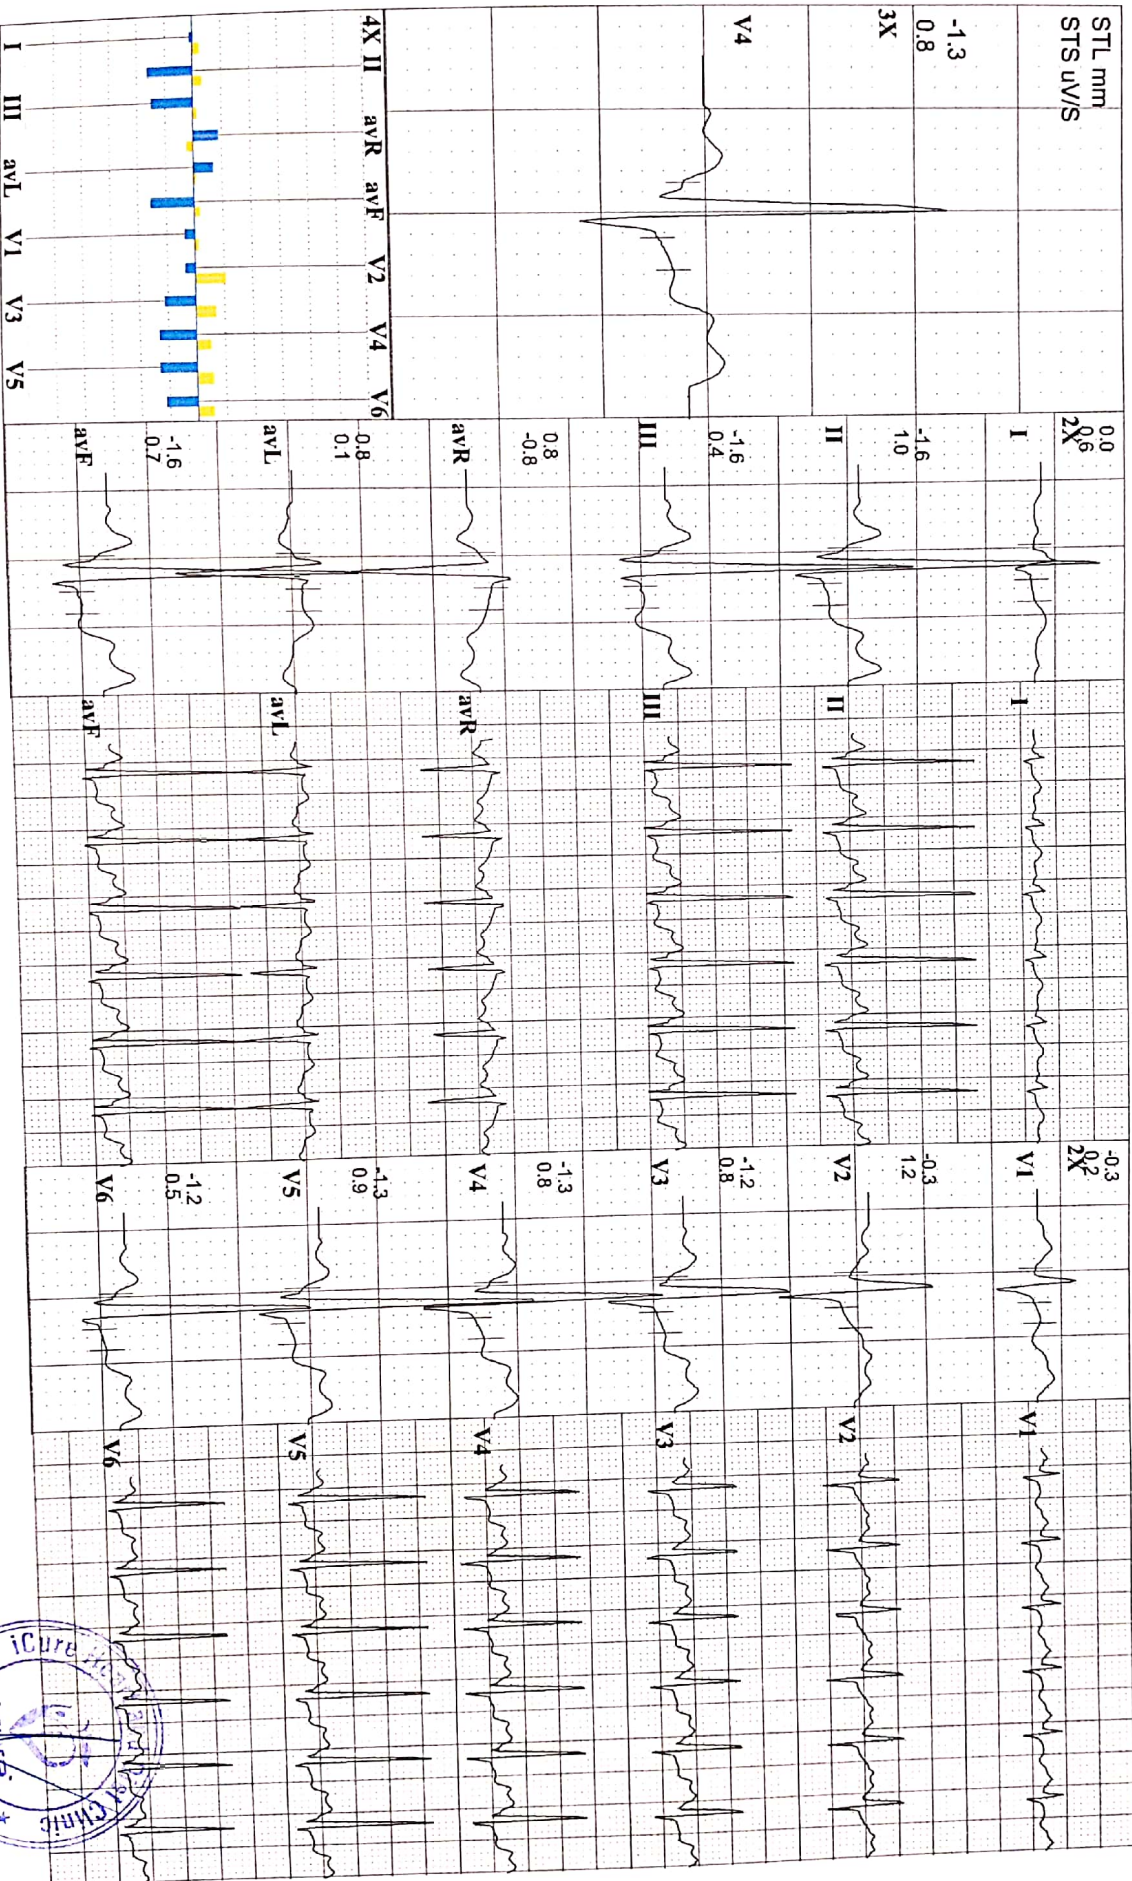 STL mm
STS uV/S
-1.3
0.8
3X
V4
4X II avR avF V2 V4 V6
I III avL V1 V3 V5
0.0
0.6
2X
I
-1.6
1.0
II
-1.6
0.4
III
0.8
-0.8
avR
-0.8
0.1
avL
-1.6
0.7
avF
I
II
III
avR
avL
avF
-0.3
0.2
2X
V1
-0.3
1.2
V2
-1.2
0.8
V3
-1.3
0.8
V4
-1.3
0.9
V5
-1.2
0.5
V6
V1
V2
V3
V4
V5
V6
iCure
Clinic